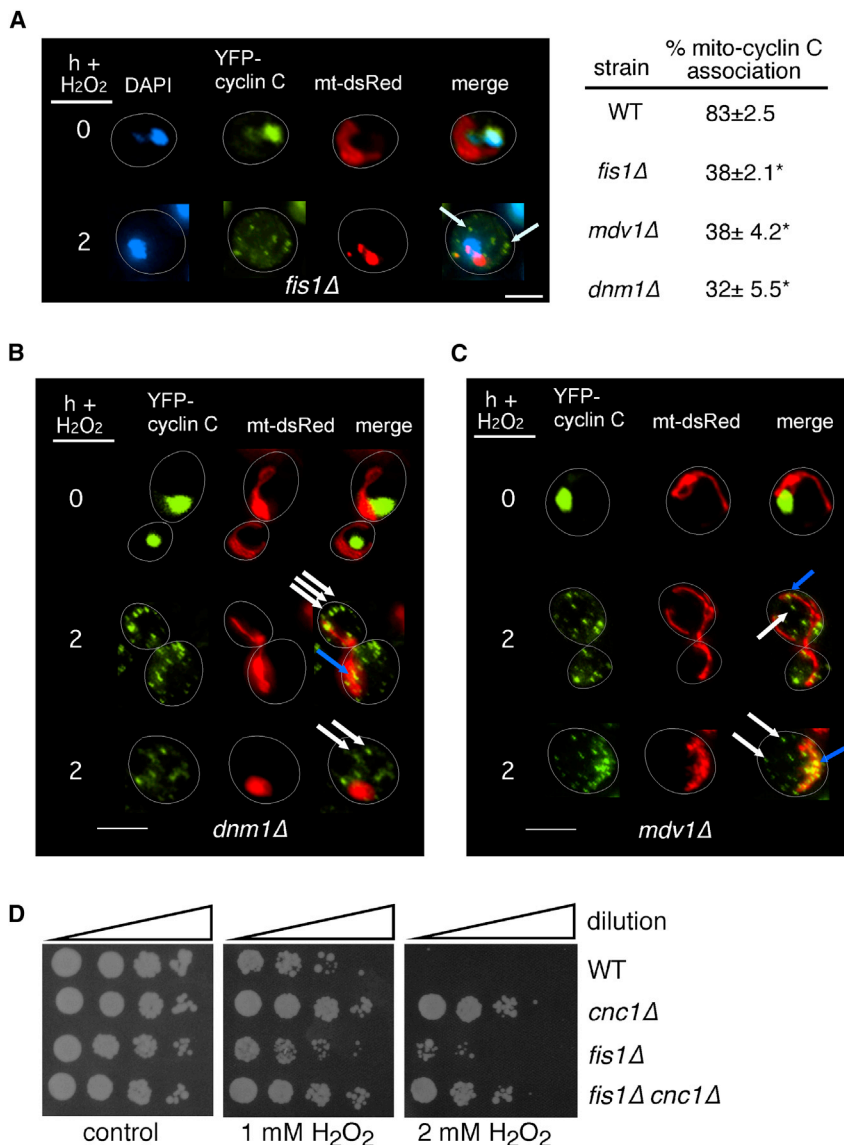 A
h +
H2O2
DAPI
YFP-
cyclin C
mt-dsRed
merge
0
2
fis1Δ
strain
% mito-cyclin C
association
WT
83±2.5
fis1Δ
38±2.1*
mdv1Δ
38± 4.2*
dnm1Δ
32± 5.5*
B
h +
H2O2
YFP-
cyclin C
mt-dsRed
merge
0
2
2
dnm1Δ
C
h +
H2O2
YFP-
cyclin C
mt-dsRed
merge
0
2
2
mdv1Δ
D
dilution
WT
cnc1Δ
fis1Δ
fis1Δ cnc1Δ
control
1 mM H2O2
2 mM H2O2